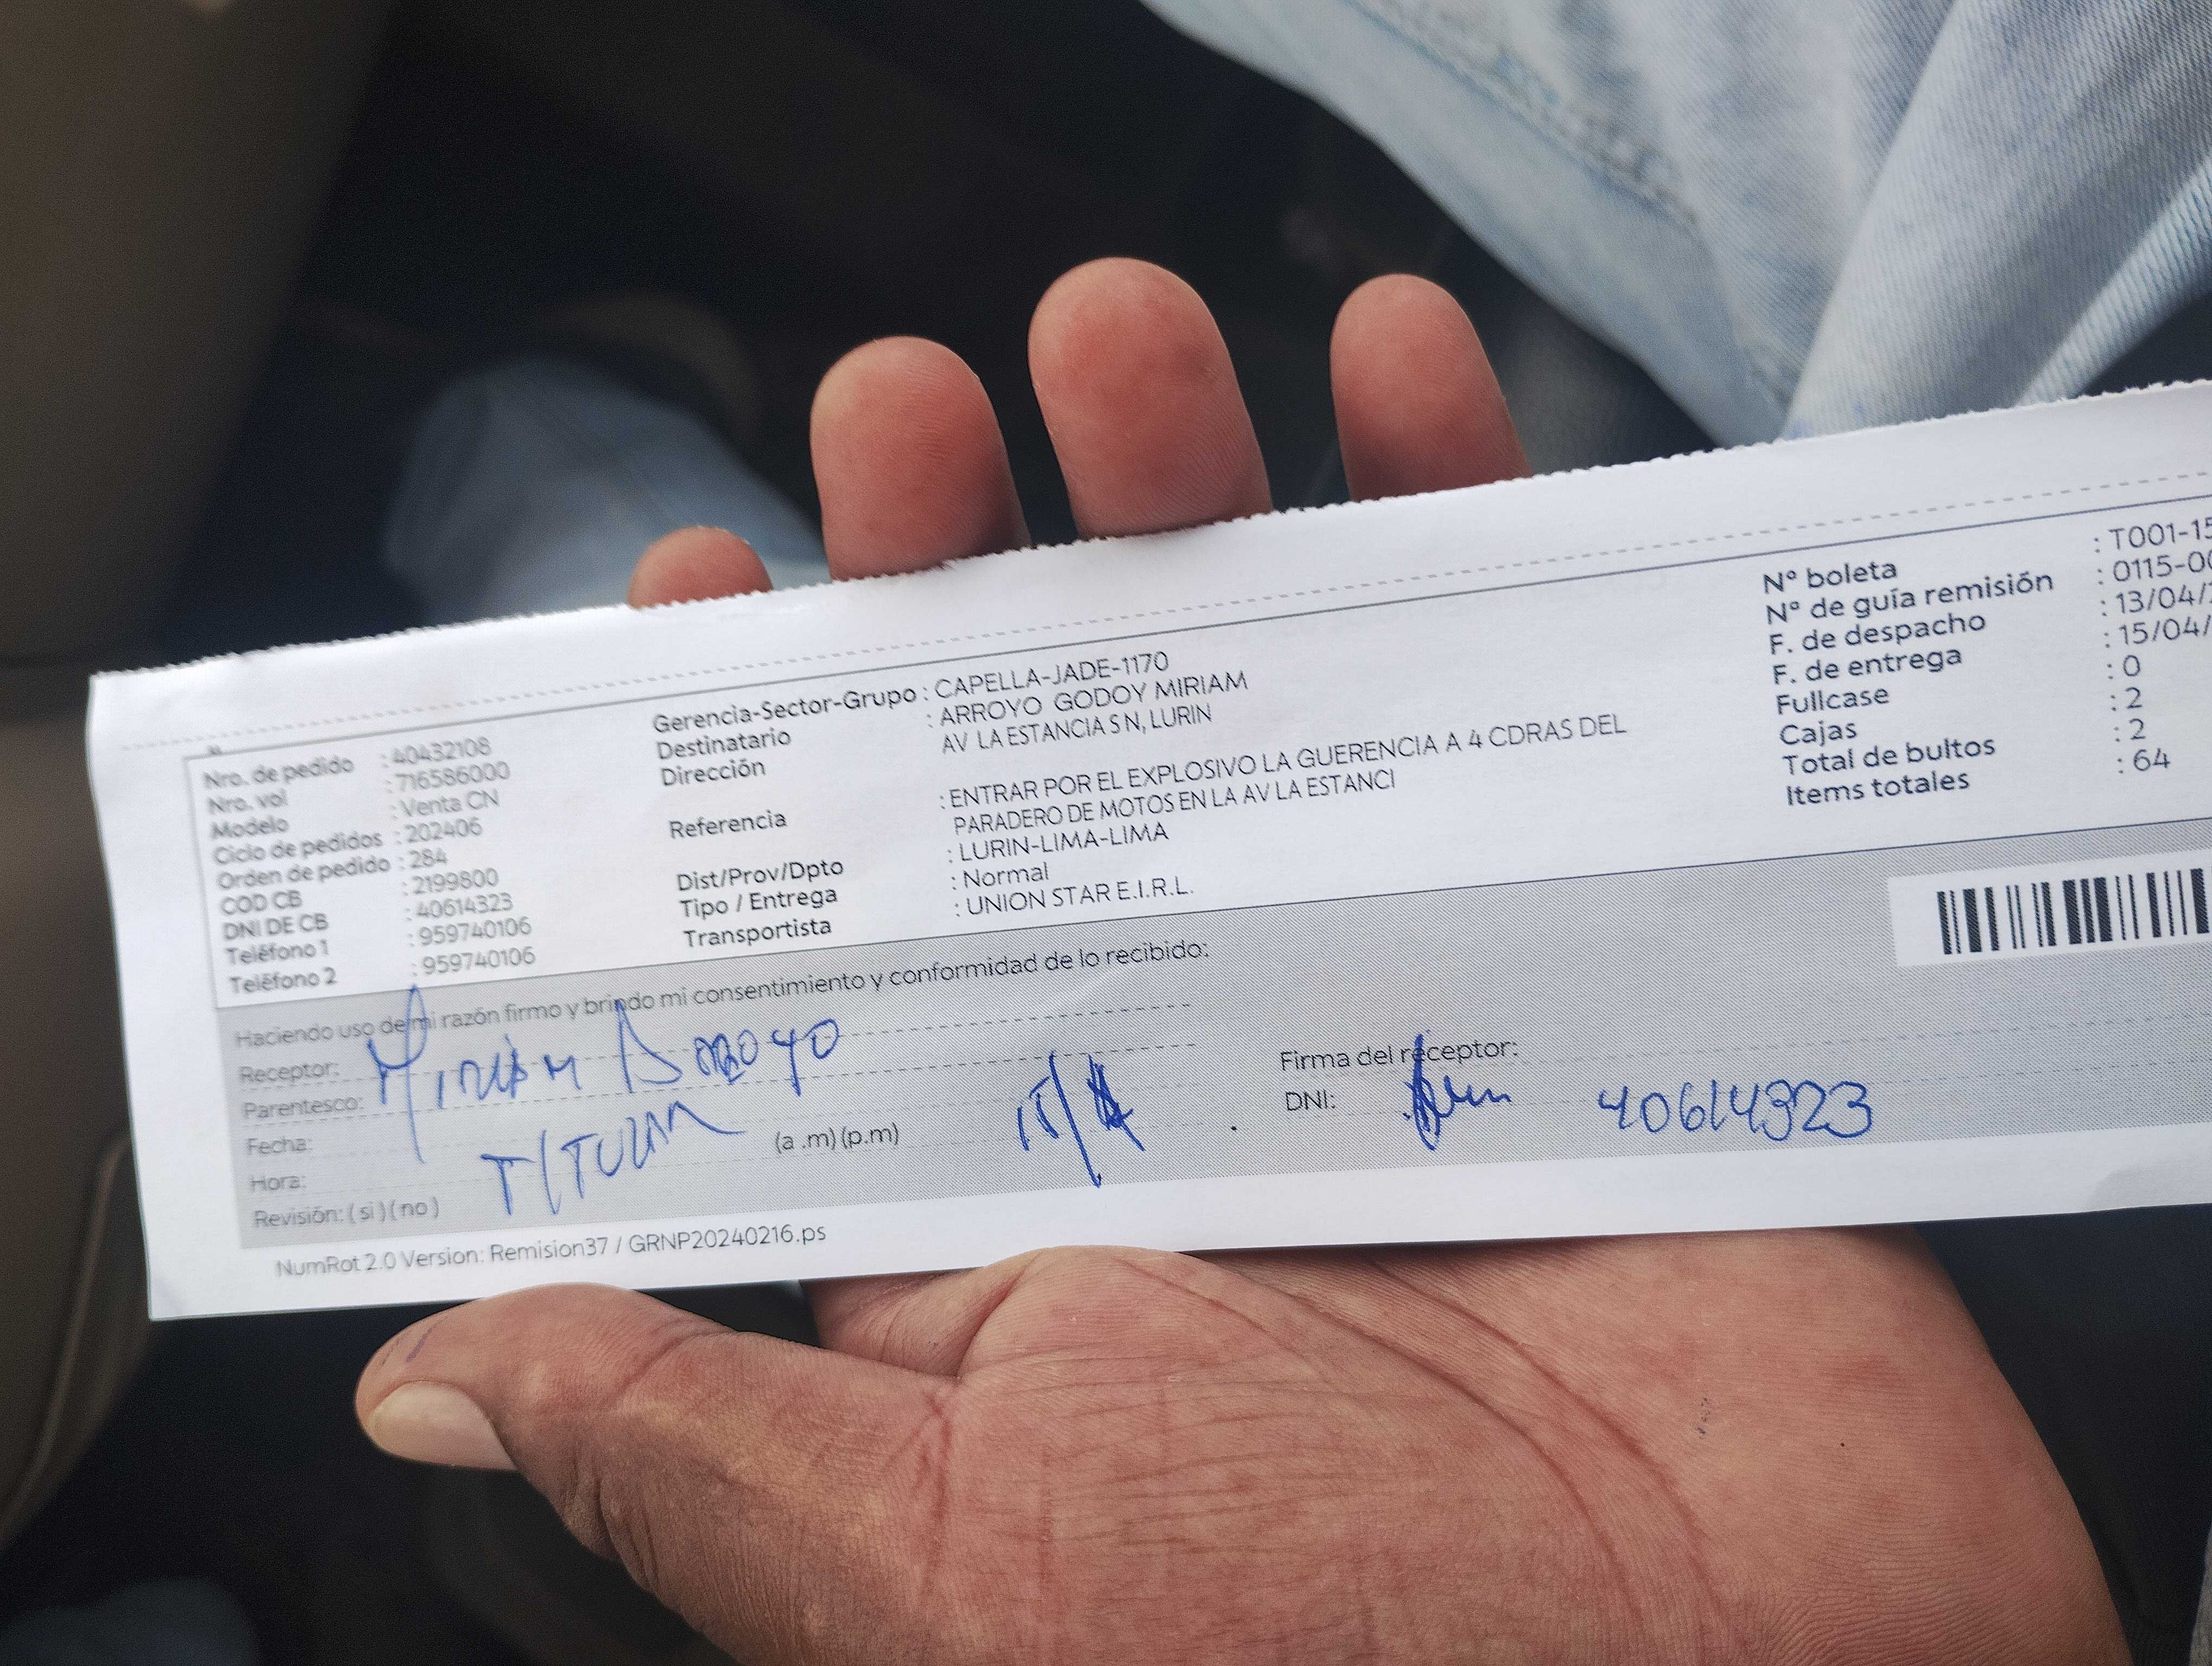 Nro. de pedido : 40432108
Nro. vol : 716586000
Modelo : Venta CN
Ciclo de pedidos : 202406
Orden de pedido : 284
COD CB : 2199800
DNI DE CB : 40614323
Teléfono 1 : 959740106
Teléfono 2 : 959740106
Gerencia-Sector-Grupo : CAPELLA-JADE-1170
Destinatario : ARROYO GODOY MIRIAM
Dirección AV LA ESTANCIA S N, LURIN
Referencia : ENTRAR POR EL EXPLOSIVO LA GUERENCIA A 4 CDRAS DEL
PARADERO DE MOTOS EN LA AV LA ESTANCI
Dist/Prov/Dpto : LURIN-LIMA-LIMA
Tipo / Entrega : Normal
Transportista : UNION STAR E.I.R.L.
N° boleta : T001-15
N° de guía remisión : 0115-00
F. de despacho : 13/04/
F. de entrega : 15/04/
Fullcase : 0
Cajas : 2
Total de bultos : 2
Items totales : 64
Haciendo uso de mi razón firmo y brindo mi consentimiento y conformidad de lo recibido:
Receptor: Miriam Arroyo
Parentesco: Titular
Fecha:
Hora: (a .m) (p.m)
Revisión: ( si ) ( no )
Firma del receptor:
DNI: 40614323
NumRot 2.0 Version: Remision37 / GRNP20240216.ps